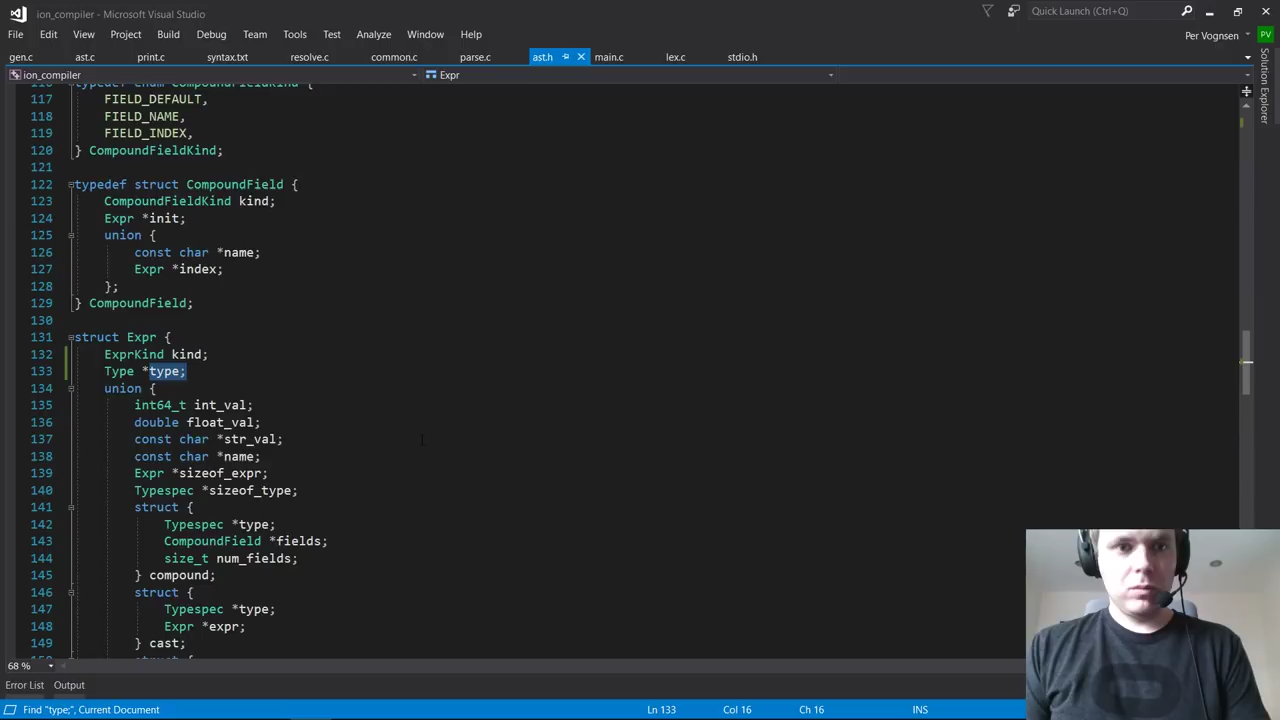 ion_compiler - Microsoft Visual Studio
Quick Launch (Ctrl+Q)
File Edit View Project Build Debug Team Tools Test Analyze Window Help
Per Vognsen PV
gen.c ast.c print.c syntax.txt resolve.c common.c parse.c ast.h main.c lex.c stdio.h
Solution Explorer
ion_compiler Expr
116 typedef enum CompoundFieldKind {
117 FIELD_DEFAULT,
118 FIELD_NAME,
119 FIELD_INDEX,
120 } CompoundFieldKind;
121
122 typedef struct CompoundField {
123 CompoundFieldKind kind;
124 Expr *init;
125 union {
126 const char *name;
127 Expr *index;
128 };
129 } CompoundField;
130
131 struct Expr {
132 ExprKind kind;
133 Type *type;
134 union {
135 int64_t int_val;
136 double float_val;
137 const char *str_val;
138 const char *name;
139 Expr *sizeof_expr;
140 Typespec *sizeof_type;
141 struct {
142 Typespec *type;
143 CompoundField *fields;
144 size_t num_fields;
145 } compound;
146 struct {
147 Typespec *type;
148 Expr *expr;
149 } cast;
150 struct {
68 %
Error List Output
Find "type;", Current Document Ln 133 Col 16 Ch 16 INS